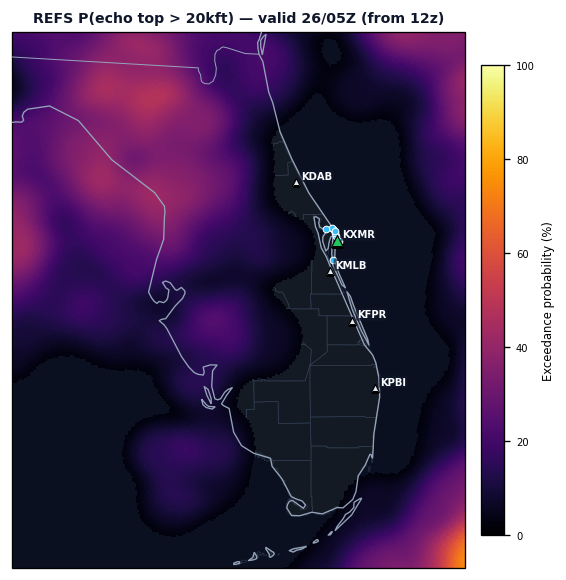 REFS P(echo top > 20kft) — valid 26/05Z (from 12z)
KDAB
KXMR
KMLB
KFPR
KPBI
100
80
60
40
20
0
Exceedance probability (%)